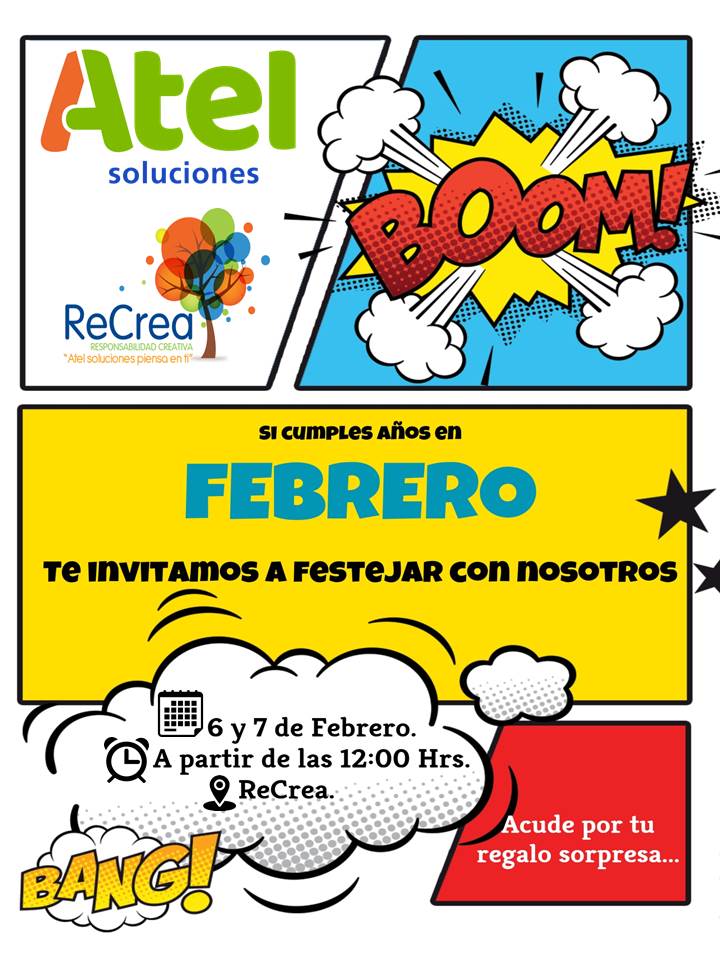 Atel
soluciones
BOOM!
ReCrea
RESPONSABILIDAD CREATIVA
"Atel soluciones piensa en ti"
si cumples años en
FEBRERO
Te invitamos a festejar con nosotros
6 y 7 de Febrero.
A partir de las 12:00 Hrs.
ReCrea.
BANG!
Acude por tu
regalo sorpresa...